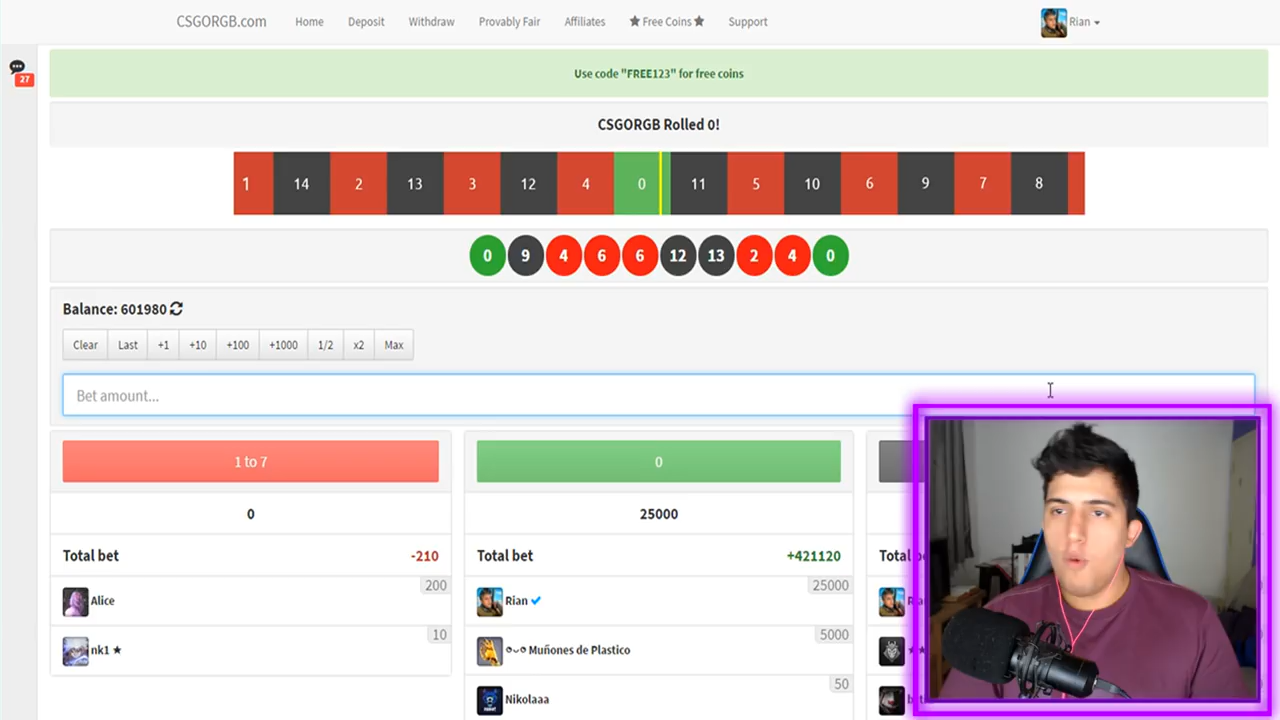 CSGORGB.com Home Deposit Withdraw Provably Fair Affiliates ★ Free Coins ★ Support Rian
27
Use code "FREE123" for free coins
CSGORGB Rolled 0!
1 14 2 13 3 12 4 0 11 5 10 6 9 7 8
0 9 4 6 6 12 13 2 4 0
Balance: 601980
Clear Last +1 +10 +100 +1000 1/2 x2 Max
Bet amount...
1 to 7 0
0 25000
Total bet -210 Total bet +421120 Total
Alice 200 Rian 25000
nk1 ★ 10 Muñones de Plastico 5000
Nikolaaa 50